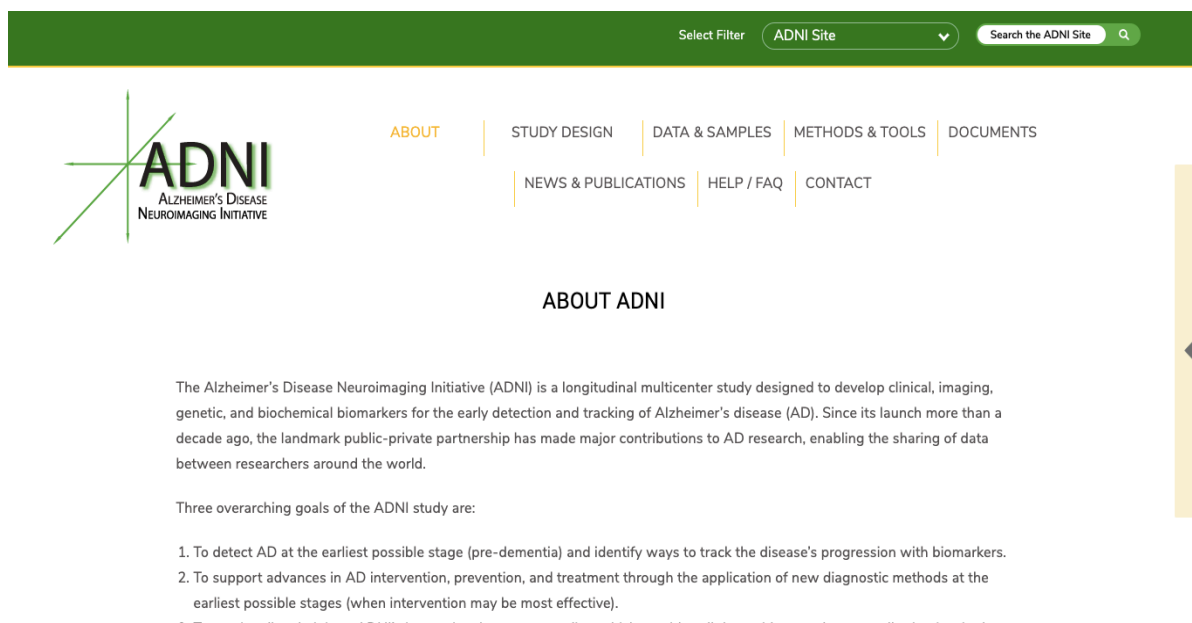 Select Filter ADNI Site Search the ADNI Site
ADNI
ALZHEIMER'S DISEASE
NEUROIMAGING INITIATIVE
ABOUT STUDY DESIGN DATA & SAMPLES METHODS & TOOLS DOCUMENTS
NEWS & PUBLICATIONS HELP / FAQ CONTACT
ABOUT ADNI
The Alzheimer's Disease Neuroimaging Initiative (ADNI) is a longitudinal multicenter study designed to develop clinical, imaging,
genetic, and biochemical biomarkers for the early detection and tracking of Alzheimer's disease (AD). Since its launch more than a
decade ago, the landmark public-private partnership has made major contributions to AD research, enabling the sharing of data
between researchers around the world.
Three overarching goals of the ADNI study are:
1. To detect AD at the earliest possible stage (pre-dementia) and identify ways to track the disease's progression with biomarkers.
2. To support advances in AD intervention, prevention, and treatment through the application of new diagnostic methods at the
earliest possible stages (when intervention may be most effective).